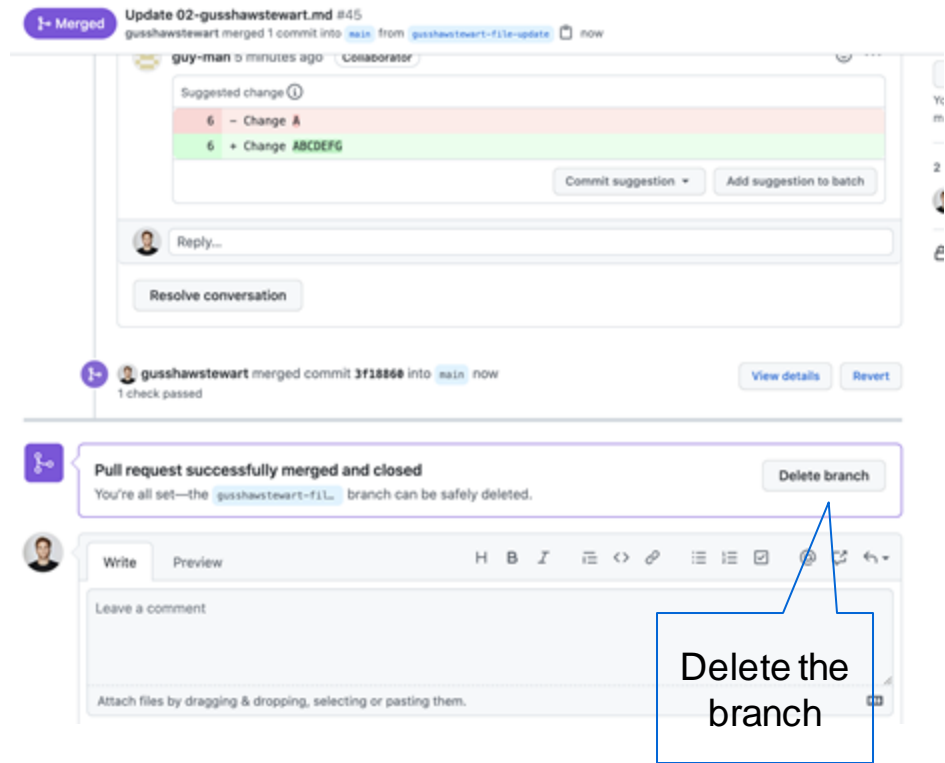 Merged
Update 02-gusshawstewart.md #45
gusshawstewart merged 1 commit into main from gusshawstewart-file-update now
guy-man 5 minutes ago Collaborator
Suggested change
6 - Change A
6 + Change ABCDEFG
Commit suggestion
Add suggestion to batch
Reply...
Resolve conversation
gusshawstewart merged commit 3f18860 into main now
1 check passed
View details
Revert
Pull request successfully merged and closed
You're all set—the gusshawstewart-fil… branch can be safely deleted.
Delete branch
Write
Preview
Leave a comment
Attach files by dragging & dropping, selecting or pasting them.
Delete the
branch
Yo
m
2